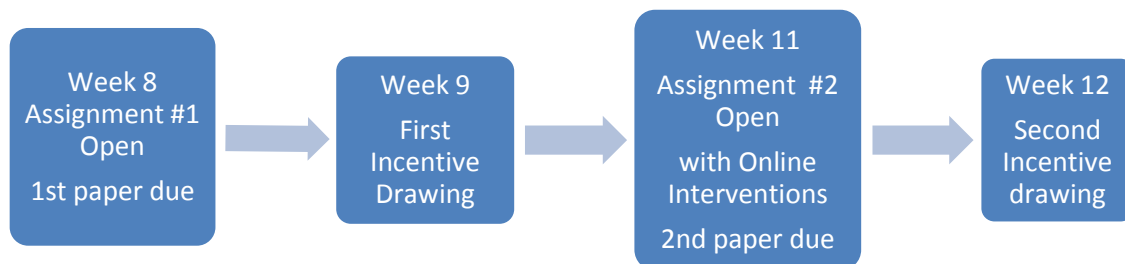 Week 8
Assignment #1
Open
1st paper due
Week 9
First
Incentive
Drawing
Week 11
Assignment #2
Open
with Online
Interventions
2nd paper due
Week 12
Second
Incentive
drawing